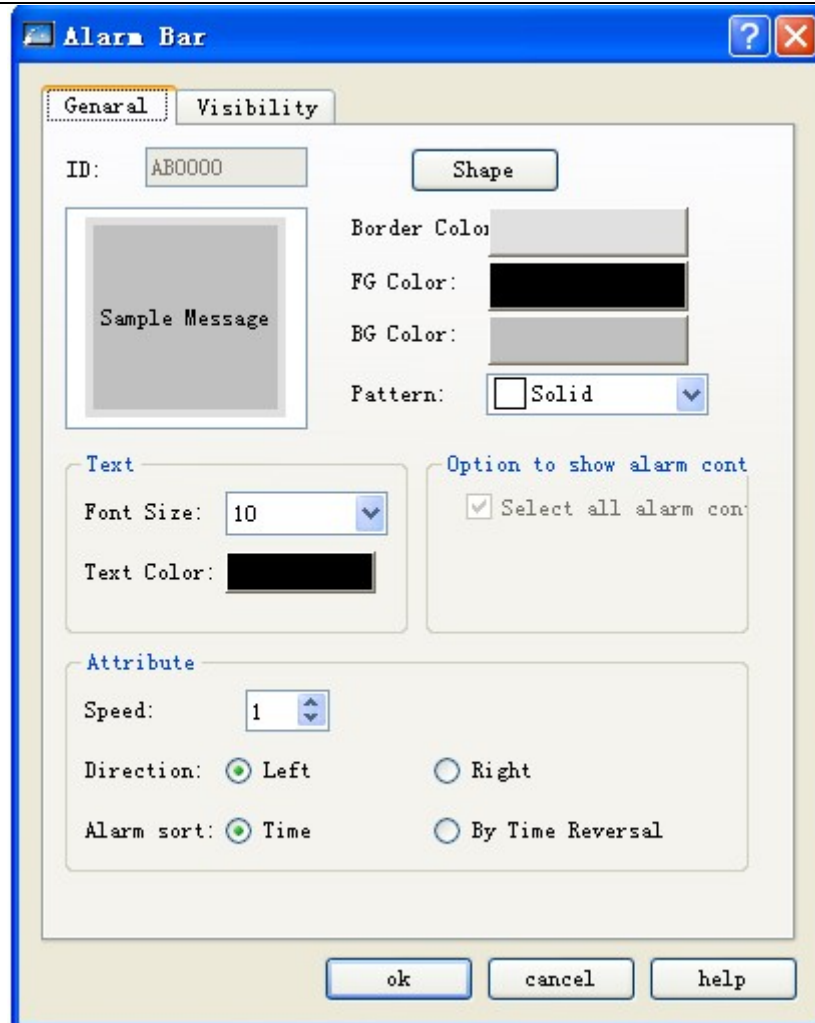 Alarm Bar
Genaral Visibility
ID: AB0000 Shape
Border Color
FG Color:
Sample Message
BG Color:
Pattern: Solid
Text
Option to show alarm cont
Font Size: 10
Select all alarm con
Text Color:
Attribute
Speed: 1
Direction: Left Right
Alarm sort: Time By Time Reversal
ok cancel help